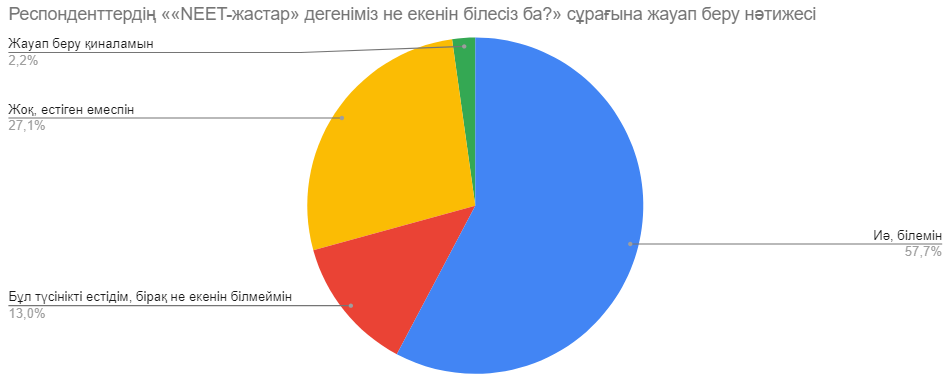 Респонденттердің ««NEET-жастар» дегеніміз не екенін білесіз ба?» сұрағына жауап беру нәтижесі
Жауап беру қиналамын
2,2%
Жоқ, естіген емеспін
27,1%
Иә, білемін
57,7%
Бұл түсінікті естідім, бірақ не екенін білмеймін
13,0%